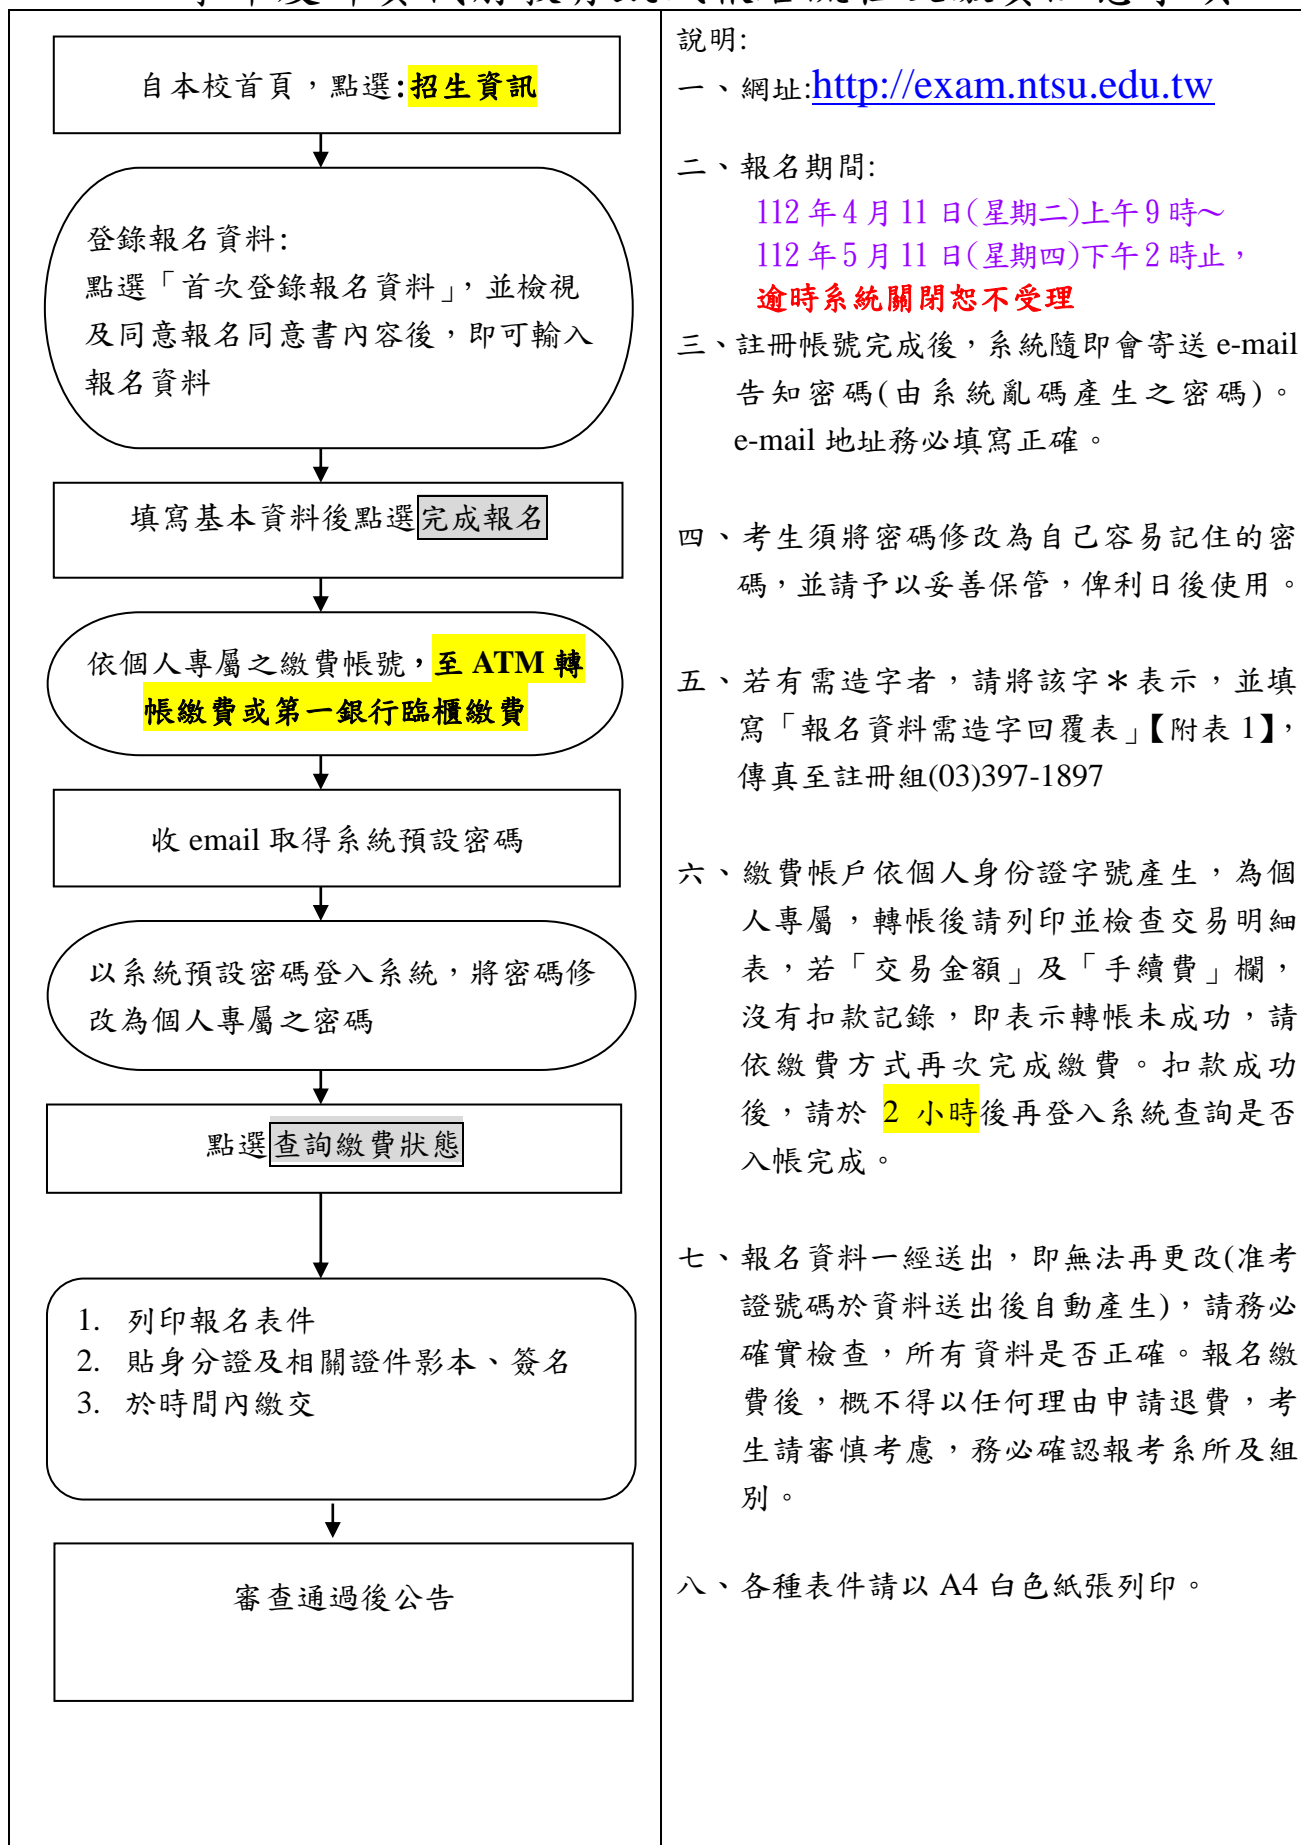 自本校首頁，點選:招生資訊
登錄報名資料:
點選「首次登錄報名資料」，並檢視
及同意報名同意書內容後，即可輸入
報名資料
填寫基本資料後點選完成報名
依個人專屬之繳費帳號，至 ATM 轉
帳繳費或第一銀行臨櫃繳費
收 email 取得系統預設密碼
以系統預設密碼登入系統，將密碼修
改為個人專屬之密碼
點選查詢繳費狀態
1. 列印報名表件
2. 貼身分證及相關證件影本、簽名
3. 於時間內繳交
審查通過後公告
說明:
一、網址:http://exam.ntsu.edu.tw
二、報名期間:
112 年 4 月 11 日(星期二)上午 9 時～
112 年 5 月 11 日(星期四)下午 2 時止，
逾時系統關閉恕不受理
三、註冊帳號完成後，系統隨即會寄送 e-mail
告知密碼(由系統亂碼產生之密碼)。
e-mail 地址務必填寫正確。
四、考生須將密碼修改為自己容易記住的密
碼，並請予以妥善保管，俾利日後使用。
五、若有需造字者，請將該字＊表示，並填
寫「報名資料需造字回覆表」【附表 1】，
傳真至註冊組(03)397-1897
六、繳費帳戶依個人身份證字號產生，為個
人專屬，轉帳後請列印並檢查交易明細
表，若「交易金額」及「手續費」欄，
沒有扣款記錄，即表示轉帳未成功，請
依繳費方式再次完成繳費。扣款成功
後，請於 2 小時後再登入系統查詢是否
入帳完成。
七、報名資料一經送出，即無法再更改(准考
證號碼於資料送出後自動產生)，請務必
確實檢查，所有資料是否正確。報名繳
費後，概不得以任何理由申請退費，考
生請審慎考慮，務必確認報考系所及組
別。
八、各種表件請以 A4 白色紙張列印。